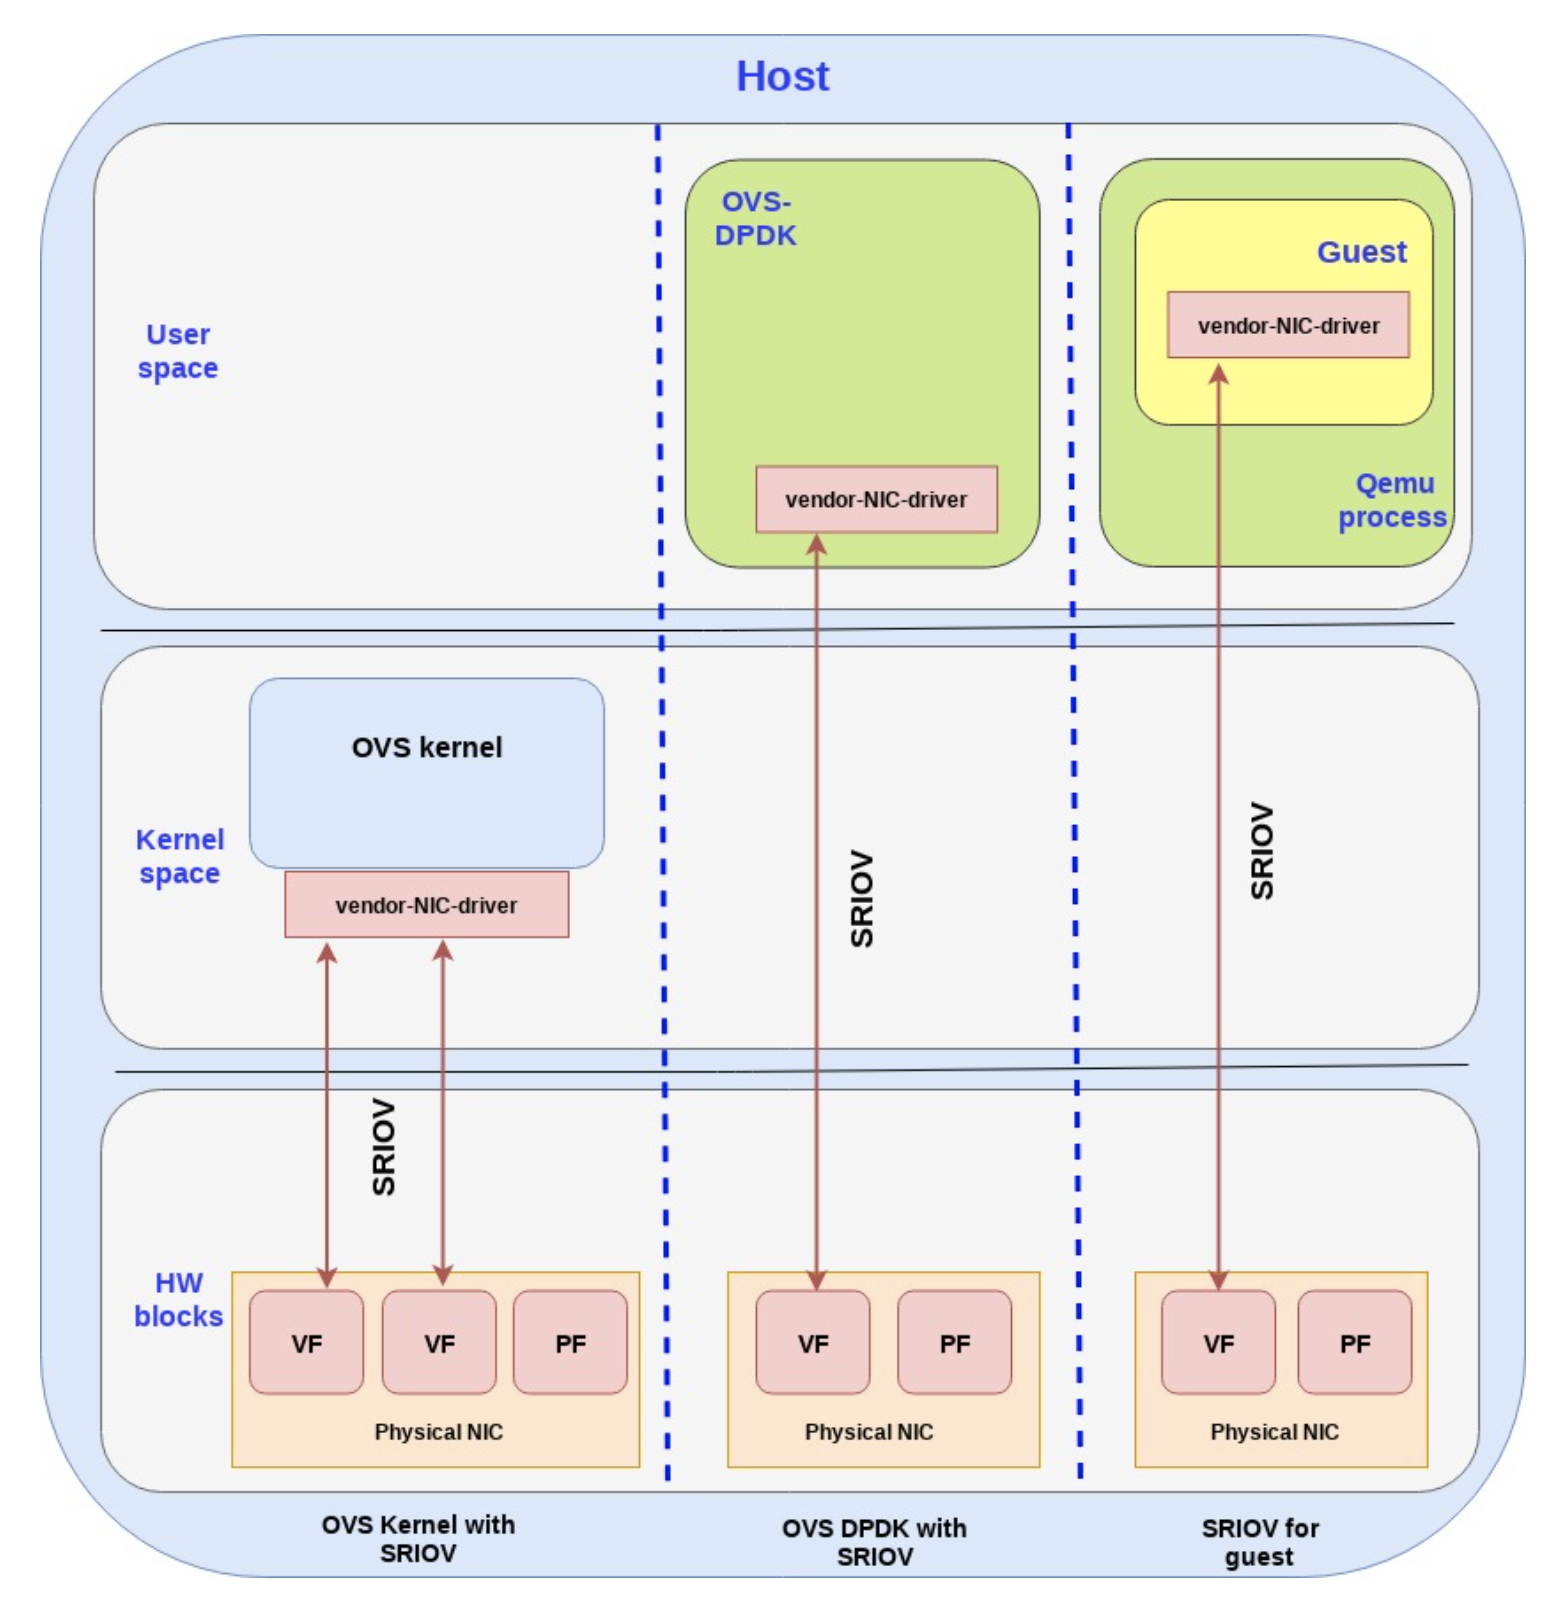 Host
User
space
OVS-
DPDK
vendor-NIC-driver
Guest
vendor-NIC-driver
Qemu
process
Kernel
space
OVS kernel
vendor-NIC-driver
SRIOV
SRIOV
SRIOV
HW
blocks
VF
VF
PF
Physical NIC
VF
PF
Physical NIC
VF
PF
Physical NIC
OVS Kernel with
SRIOV
OVS DPDK with
SRIOV
SRIOV for
guest